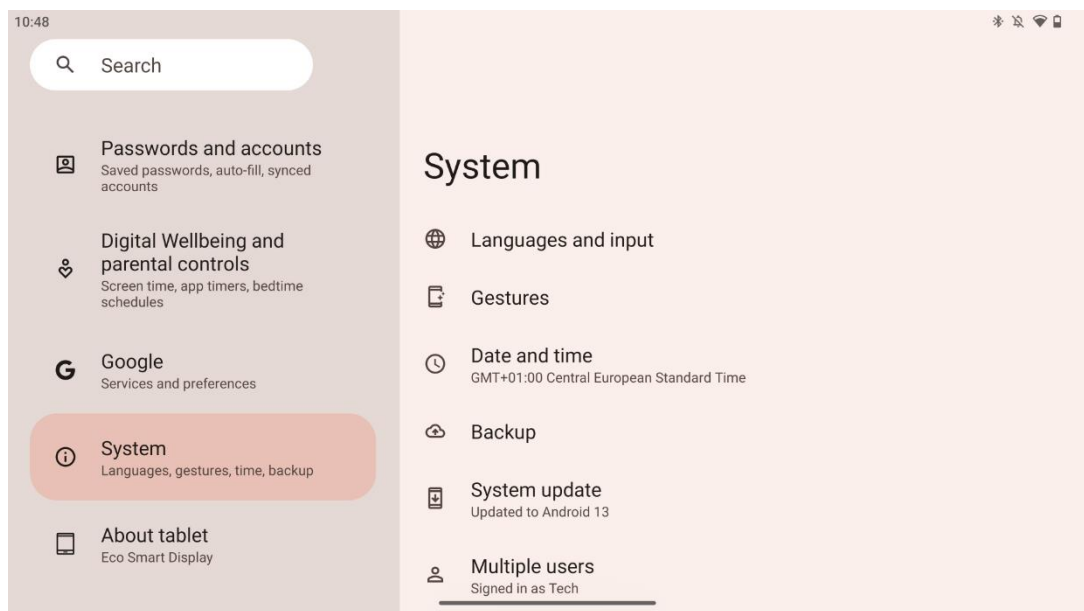 10:48
Search
Passwords and accounts
Saved passwords, auto-fill, synced
accounts
Digital Wellbeing and
parental controls
Screen time, app timers, bedtime
schedules
Google
Services and preferences
System
Languages, gestures, time, backup
About tablet
Eco Smart Display
System
Languages and input
Gestures
Date and time
GMT+01:00 Central European Standard Time
Backup
System update
Updated to Android 13
Multiple users
Signed in as Tech